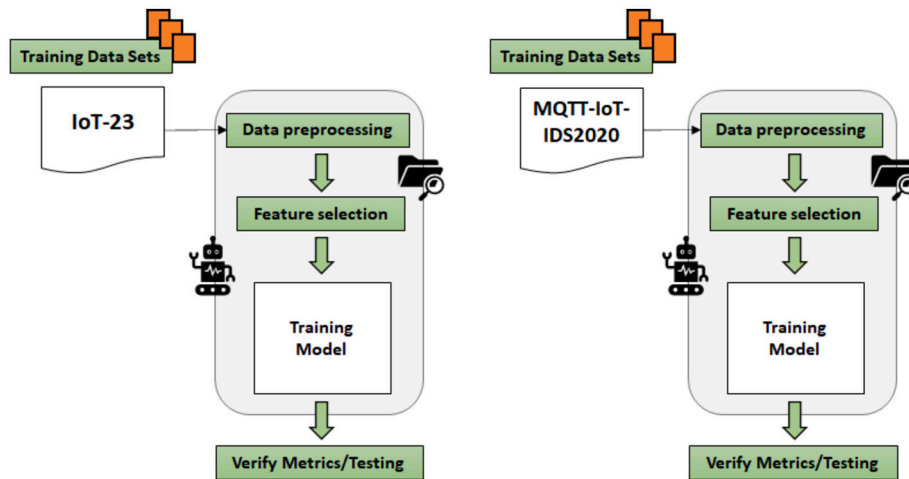 Training Data Sets
IoT-23
Data preprocessing
Feature selection
Training
Model
Verify Metrics/Testing
Training Data Sets
MQTT-IoT-
IDS2020
Data preprocessing
Feature selection
Training
Model
Verify Metrics/Testing